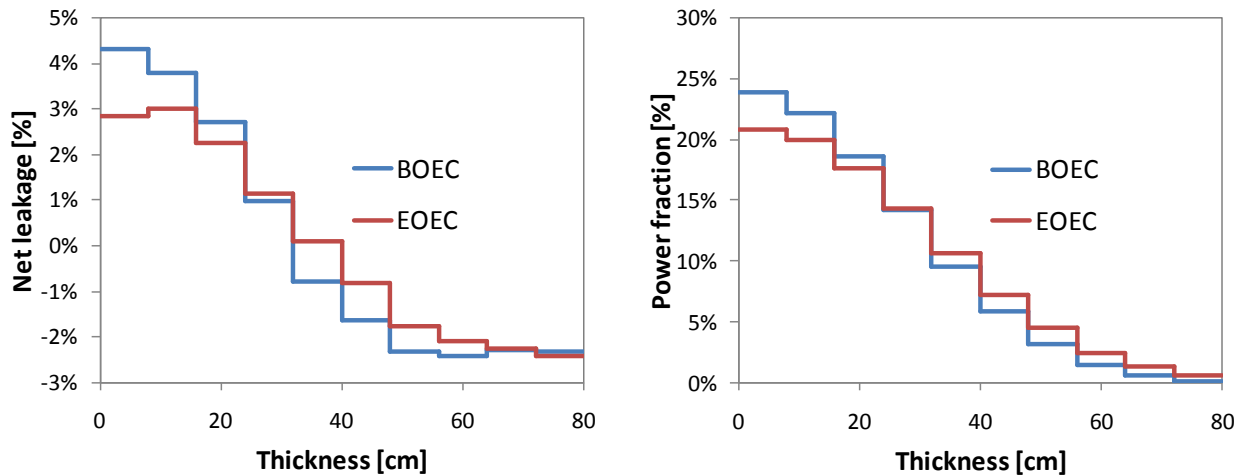 5%
4%
3%
2%
1%
0%
-1%
-2%
-3%
Net leakage [%]
BOEC
EOEC
0 20 40 60 80
Thickness [cm]
30%
25%
20%
15%
10%
5%
0%
Power fraction [%]
BOEC
EOEC
0 20 40 60 80
Thickness [cm]